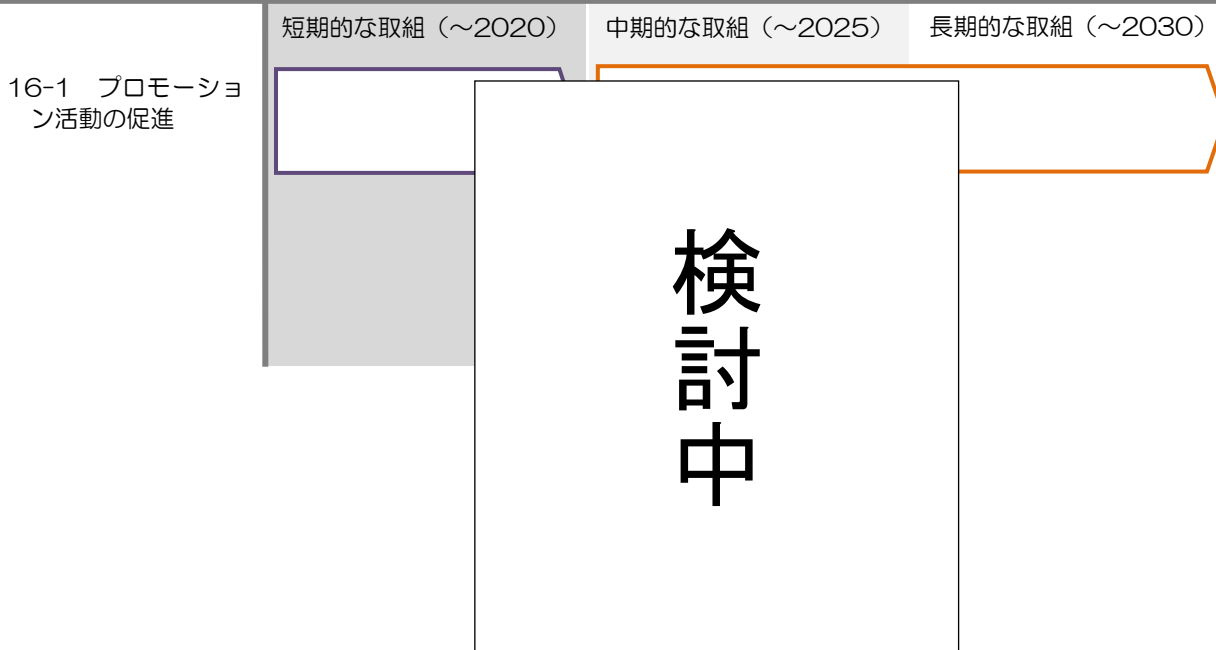 短期的な取組（～2020）
中期的な取組（～2025）
長期的な取組（～2030）
16-1　プロモーショ
ン活動の促進
検討中